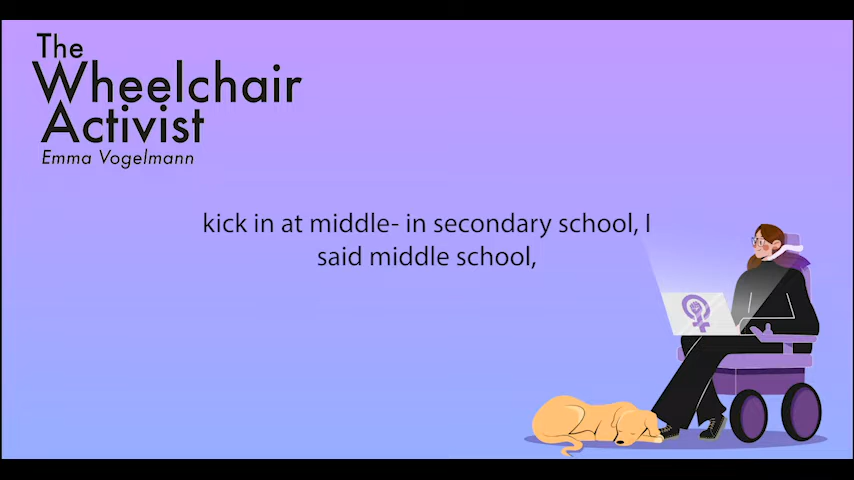 The
Wheelchair
Activist
Emma Vogelmann
kick in at middle- in secondary school, I
said middle school,